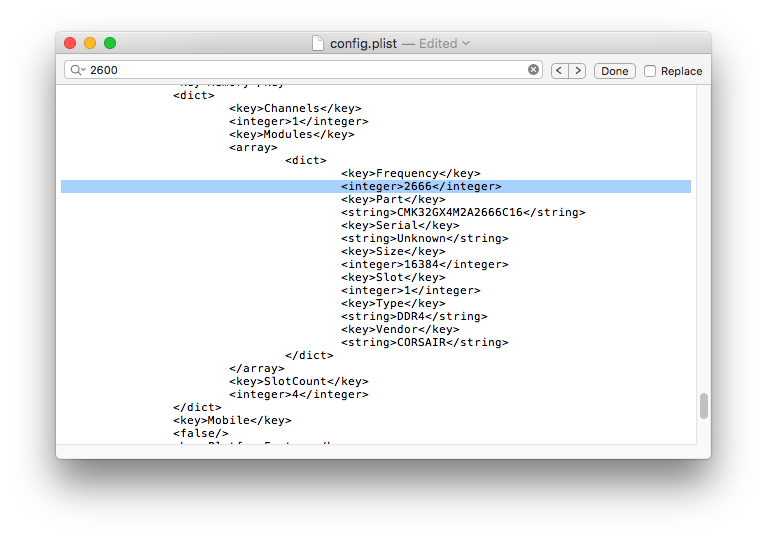 config.plist — Edited
2600
Done
Replace
<dict>
<key>Channels</key>
<integer>1</integer>
<key>Modules</key>
<array>
<dict>
<key>Frequency</key>
<integer>2666</integer>
<key>Part</key>
<string>CMK32GX4M2A2666C16</string>
<key>Serial</key>
<string>Unknown</string>
<key>Size</key>
<integer>16384</integer>
<key>Slot</key>
<integer>1</integer>
<key>Type</key>
<string>DDR4</string>
<key>Vendor</key>
<string>CORSAIR</string>
</dict>
</array>
<key>SlotCount</key>
<integer>4</integer>
</dict>
<key>Mobile</key>
<false/>